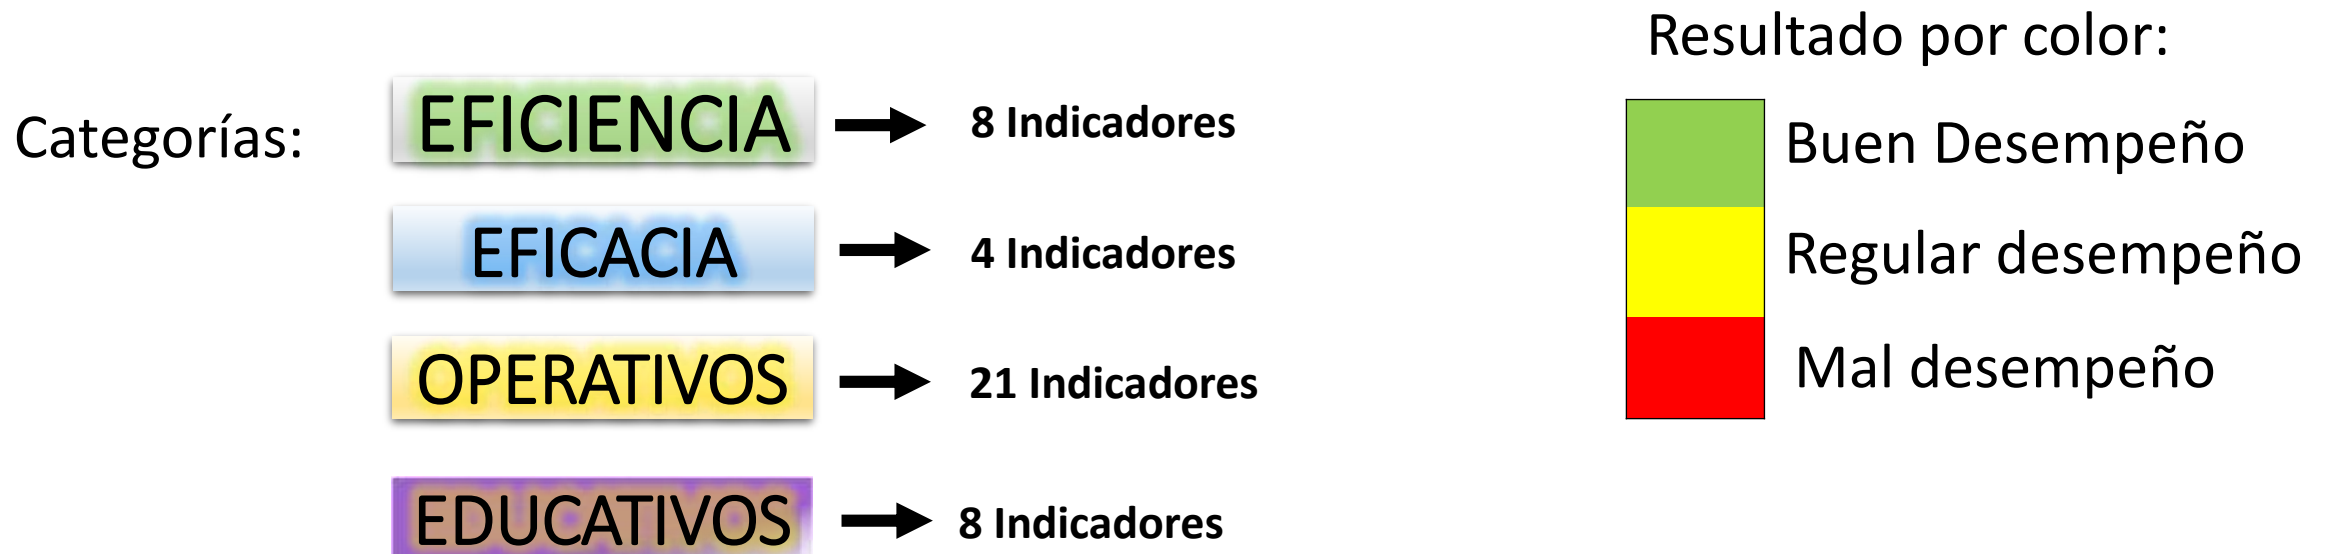 Categorías:
EFICIENCIA
8 Indicadores
EFICACIA
4 Indicadores
OPERATIVOS
21 Indicadores
EDUCATIVOS
8 Indicadores
Resultado por color:
Buen Desempeño
Regular desempeño
Mal desempeño